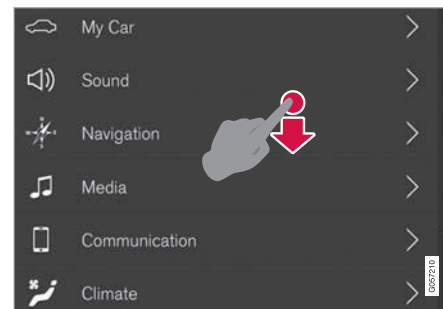 My Car
Sound
Navigation
Media
Communication
Climate
G057210